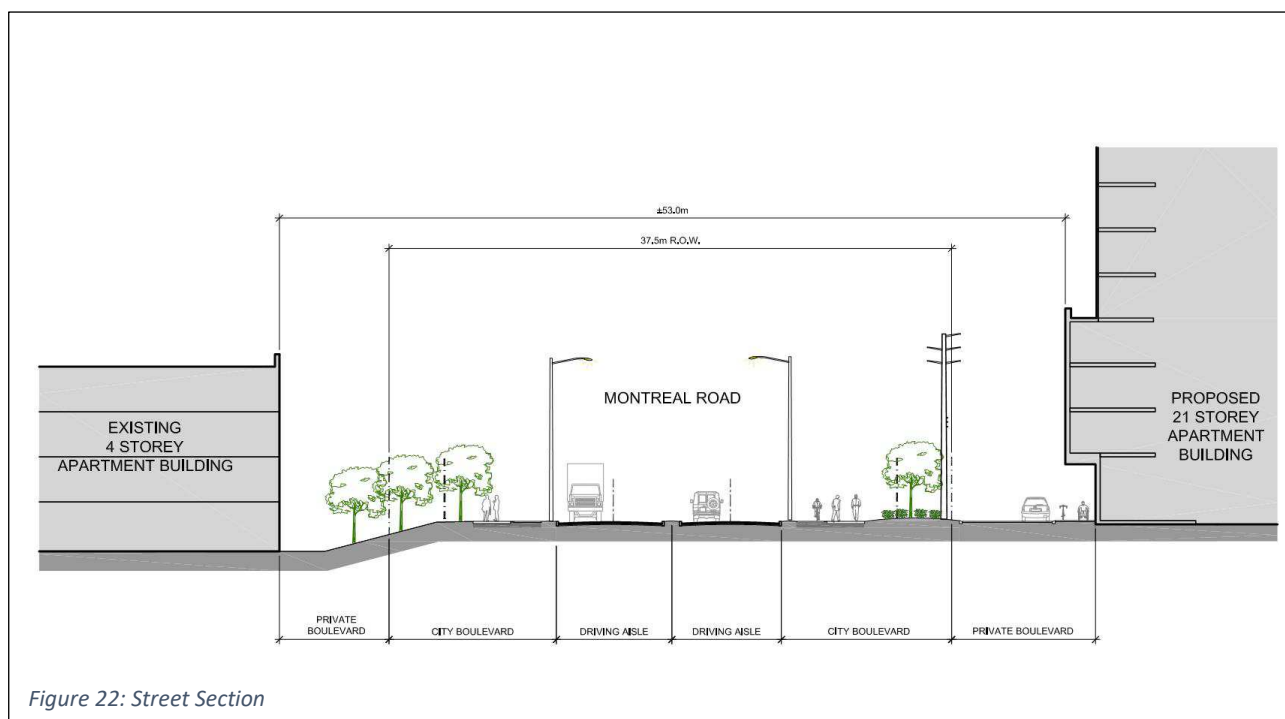 ±53.0m
37.5m R.O.W.
MONTREAL ROAD
EXISTING
4 STOREY
APARTMENT BUILDING
PROPOSED
21 STOREY
APARTMENT
BUILDING
PRIVATE
BOULEVARD
CITY BOULEVARD
DRIVING AISLE
DRIVING AISLE
CITY BOULEVARD
PRIVATE BOULEVARD
Figure 22: Street Section